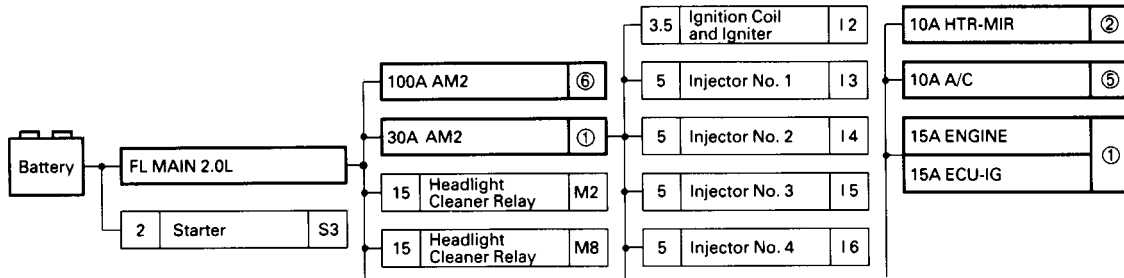 Battery
FL MAIN 2.0L
2 Starter S3
100A AM2 ⑥
30A AM2 ①
15 Headlight
Cleaner Relay M2
15 Headlight
Cleaner Relay M8
3.5 Ignition Coil
and Igniter I2
5 Injector No. 1 I3
5 Injector No. 2 I4
5 Injector No. 3 I5
5 Injector No. 4 I6
10A HTR-MIR ②
10A A/C ⑤
15A ENGINE ①
15A ECU-IG